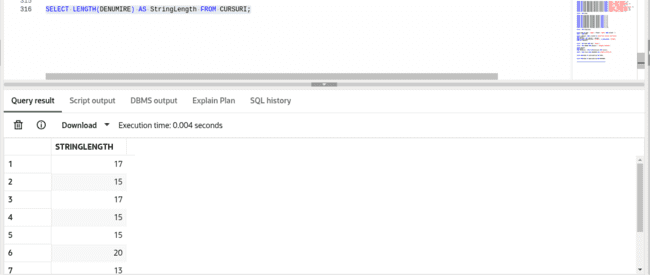 316 SELECT LENGTH(DENUMIRE) AS StringLength FROM CURSURI;
Query result Script output DBMS output Explain Plan SQL history
Download Execution time: 0.004 seconds
STRINGLENGTH
1 17
2 15
3 17
4 15
5 15
6 20
7 13